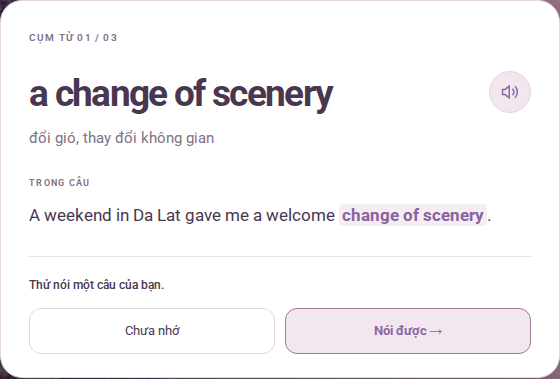 CỤM TỪ 01 / 03
a change of scenery
đổi gió, thay đổi không gian
TRONG CÂU
A weekend in Da Lat gave me a welcome change of scenery.
Thử nói một câu của bạn.
Chưa nhớ
Nói được →